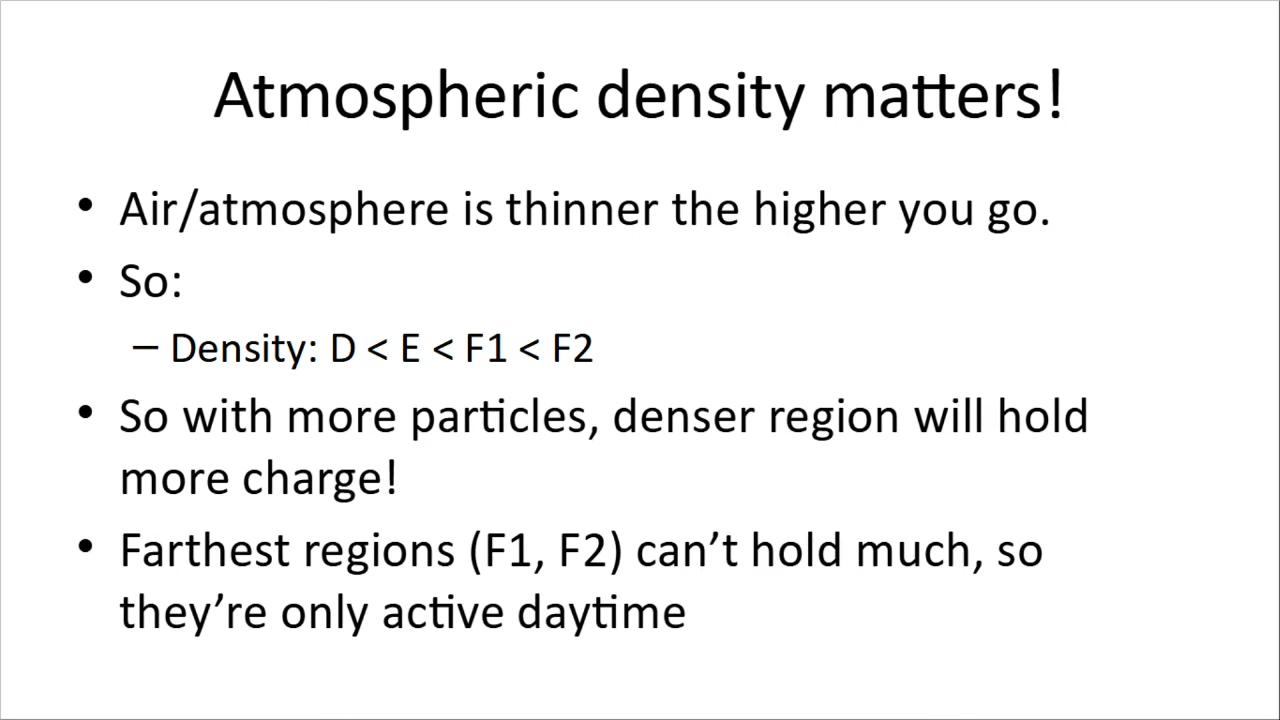 Atmospheric density matters!
• Air/atmosphere is thinner the higher you go.
• So:
– Density: D < E < F1 < F2
• So with more particles, denser region will hold
more charge!
• Farthest regions (F1, F2) can’t hold much, so
they’re only active daytime